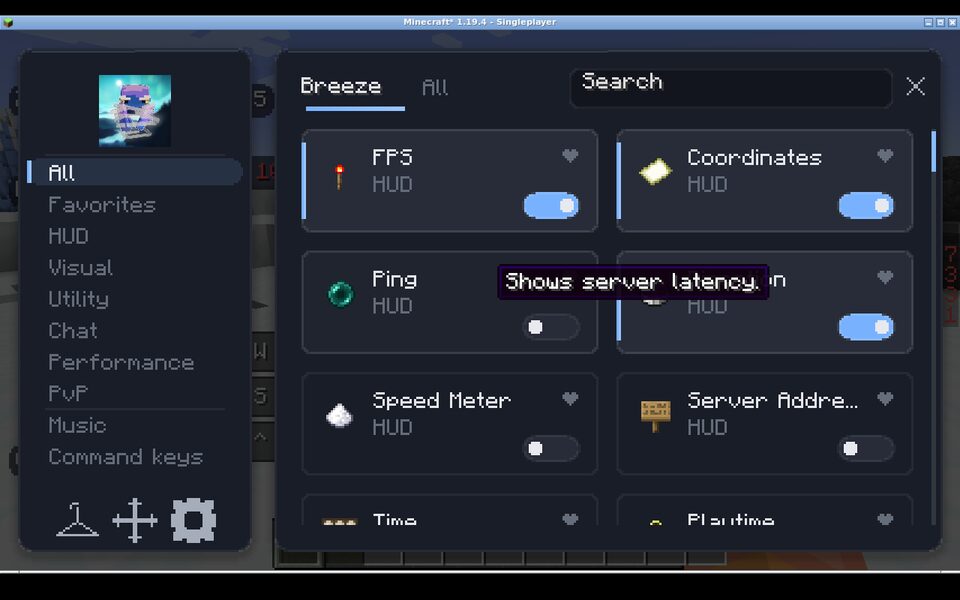 Minecraft* 1.19.4 - Singleplayer
Breeze
All
Search
All
Favorites
HUD
Visual
Utility
Chat
Performance
PvP
Music
Command keys
FPS
HUD
Coordinates
HUD
Ping
HUD
Shows server latency.
HUD
Speed Meter
HUD
Server Addre...
HUD
Time
Playtime
5
W
S